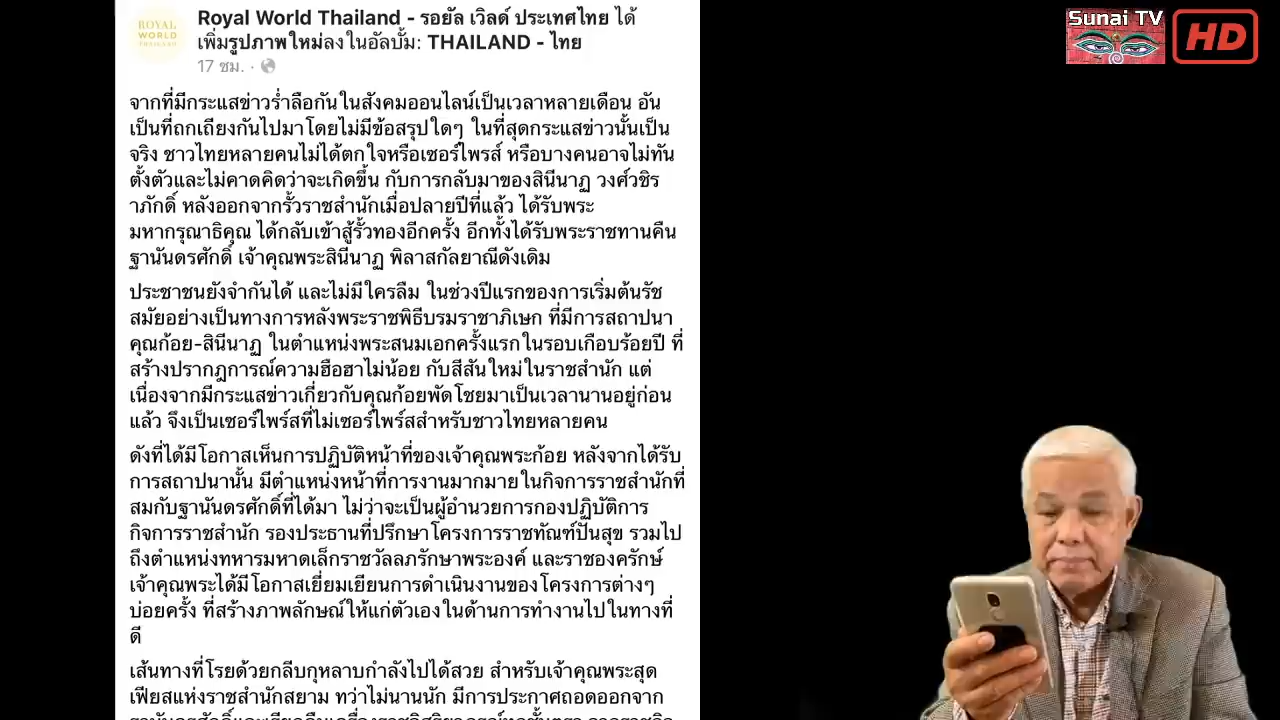 Royal World Thailand - รอยัล เวิลด์ ประเทศไทย ได้
เพิ่มรูปภาพใหม่ลงในอัลบั้ม: THAILAND - ไทย
17 ชม. ·
ROYAL
WORLD
THAILAND
Sunai TV
HD
จากที่มีกระแสข่าวร่ำลือกันในสังคมออนไลน์เป็นเวลาหลายเดือน อัน
เป็นที่ถกเถียงกันไปมาโดยไม่มีข้อสรุปใดๆ ในที่สุดกระแสข่าวนั้นเป็น
จริง ชาวไทยหลายคนไม่ได้ตกใจหรือเซอร์ไพรส์ หรือบางคนอาจไม่ทัน
ตั้งตัวและไม่คาดคิดว่าจะเกิดขึ้น กับการกลับมาของสินีนาฏ วงศ์วชิร
าภักดิ์ หลังออกจากรั้วราชสำนักเมื่อปลายปีที่แล้ว ได้รับพระ
มหากรุณาธิคุณ ได้กลับเข้าสู้รั้วทองอีกครั้ง อีกทั้งได้รับพระราชทานคืน
ฐานันดรศักดิ์ เจ้าคุณพระสินีนาฏ พิลาสกัลยาณีดังเดิม
ประชาชนยังจำกันได้ และไม่มีใครลืม ในช่วงปีแรกของการเริ่มต้นรัช
สมัยอย่างเป็นทางการหลังพระราชพิธีบรมราชาภิเษก ที่มีการสถาปนา
คุณก้อย-สินีนาฏ ในตำแหน่งพระสนมเอกครั้งแรกในรอบเกือบร้อยปี ที่
สร้างปรากฏการณ์ความฮือฮาไม่น้อย กับสีสันใหม่ในราชสำนัก แต่
เนื่องจากมีกระแสข่าวเกี่ยวกับคุณก้อยพัดโชยมาเป็นเวลานานอยู่ก่อน
แล้ว จึงเป็นเซอร์ไพร์สที่ไม่เซอร์ไพร์สสำหรับชาวไทยหลายคน
ดังที่ได้มีโอกาสเห็นการปฏิบัติหน้าที่ของเจ้าคุณพระก้อย หลังจากได้รับ
การสถาปนานั้น มีตำแหน่งหน้าที่การงานมากมายในกิจการราชสำนักที่
สมกับฐานันดรศักดิ์ที่ได้มา ไม่ว่าจะเป็นผู้อำนวยการกองปฏิบัติการ
กิจการราชสำนัก รองประธานที่ปรึกษาโครงการราชทัณฑ์ปันสุข รวมไป
ถึงตำแหน่งทหารมหาดเล็กราชวัลลภรักษาพระองค์ และราชองครักษ์
เจ้าคุณพระได้มีโอกาสเยี่ยมเยียนการดำเนินงานของโครงการต่างๆ
บ่อยครั้ง ที่สร้างภาพลักษณ์ให้แก่ตัวเองในด้านการทำงานไปในทางที่
ดี
เส้นทางที่โรยด้วยกลีบกุหลาบกำลังไปได้สวย สำหรับเจ้าคุณพระสุด
เฟียสแห่งราชสำนักสยาม ทว่าไม่นานนัก มีการประกาศถอดออกจาก